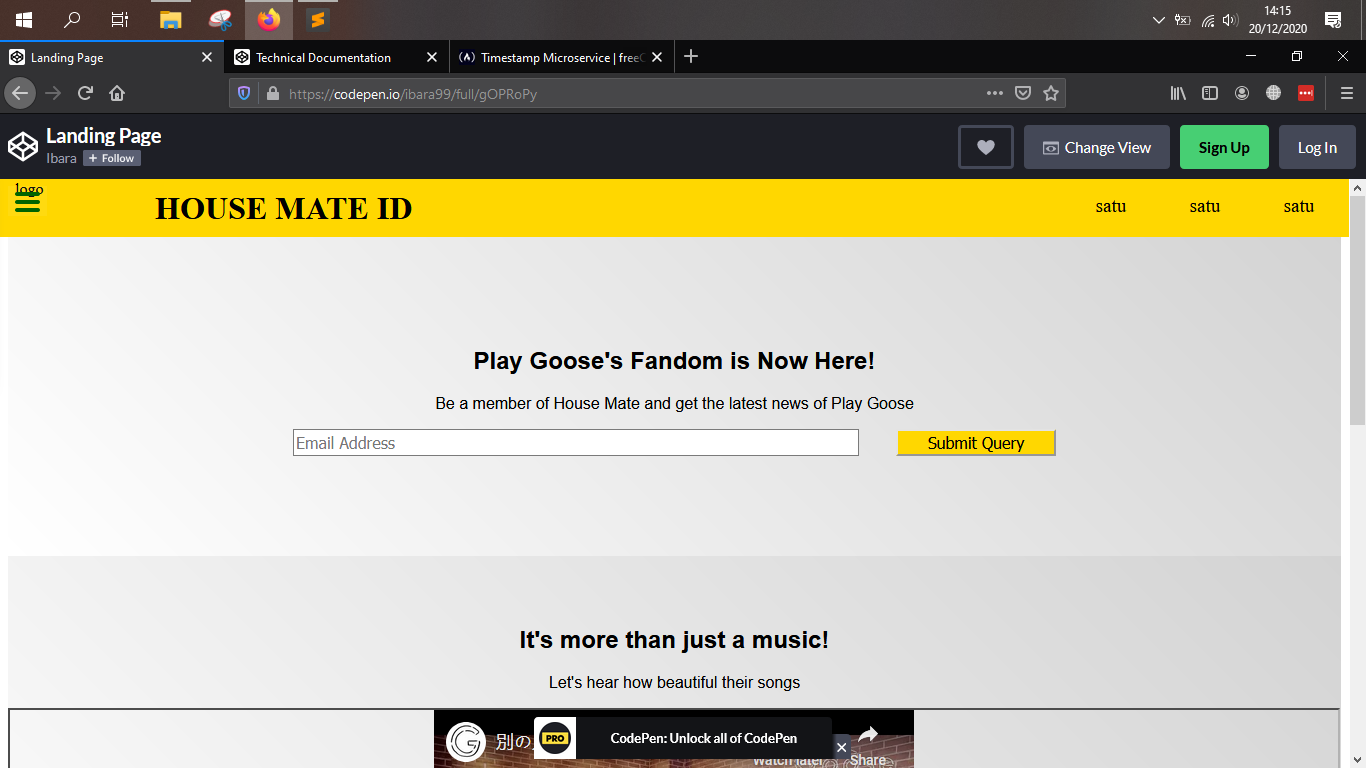 14:15
20/12/2020
Landing Page
Technical Documentation
Timestamp Microservice | freeC
https://codepen.io/ibara99/full/gOPRoPy
Landing Page
Ibara
+ Follow
Change View
Sign Up
Log In
logo
HOUSE MATE ID
satu
satu
satu
Play Goose's Fandom is Now Here!
Be a member of House Mate and get the latest news of Play Goose
Email Address
Submit Query
It's more than just a music!
Let's hear how beautiful their songs
別の
PRO
CodePen: Unlock all of CodePen
Watch later
Share